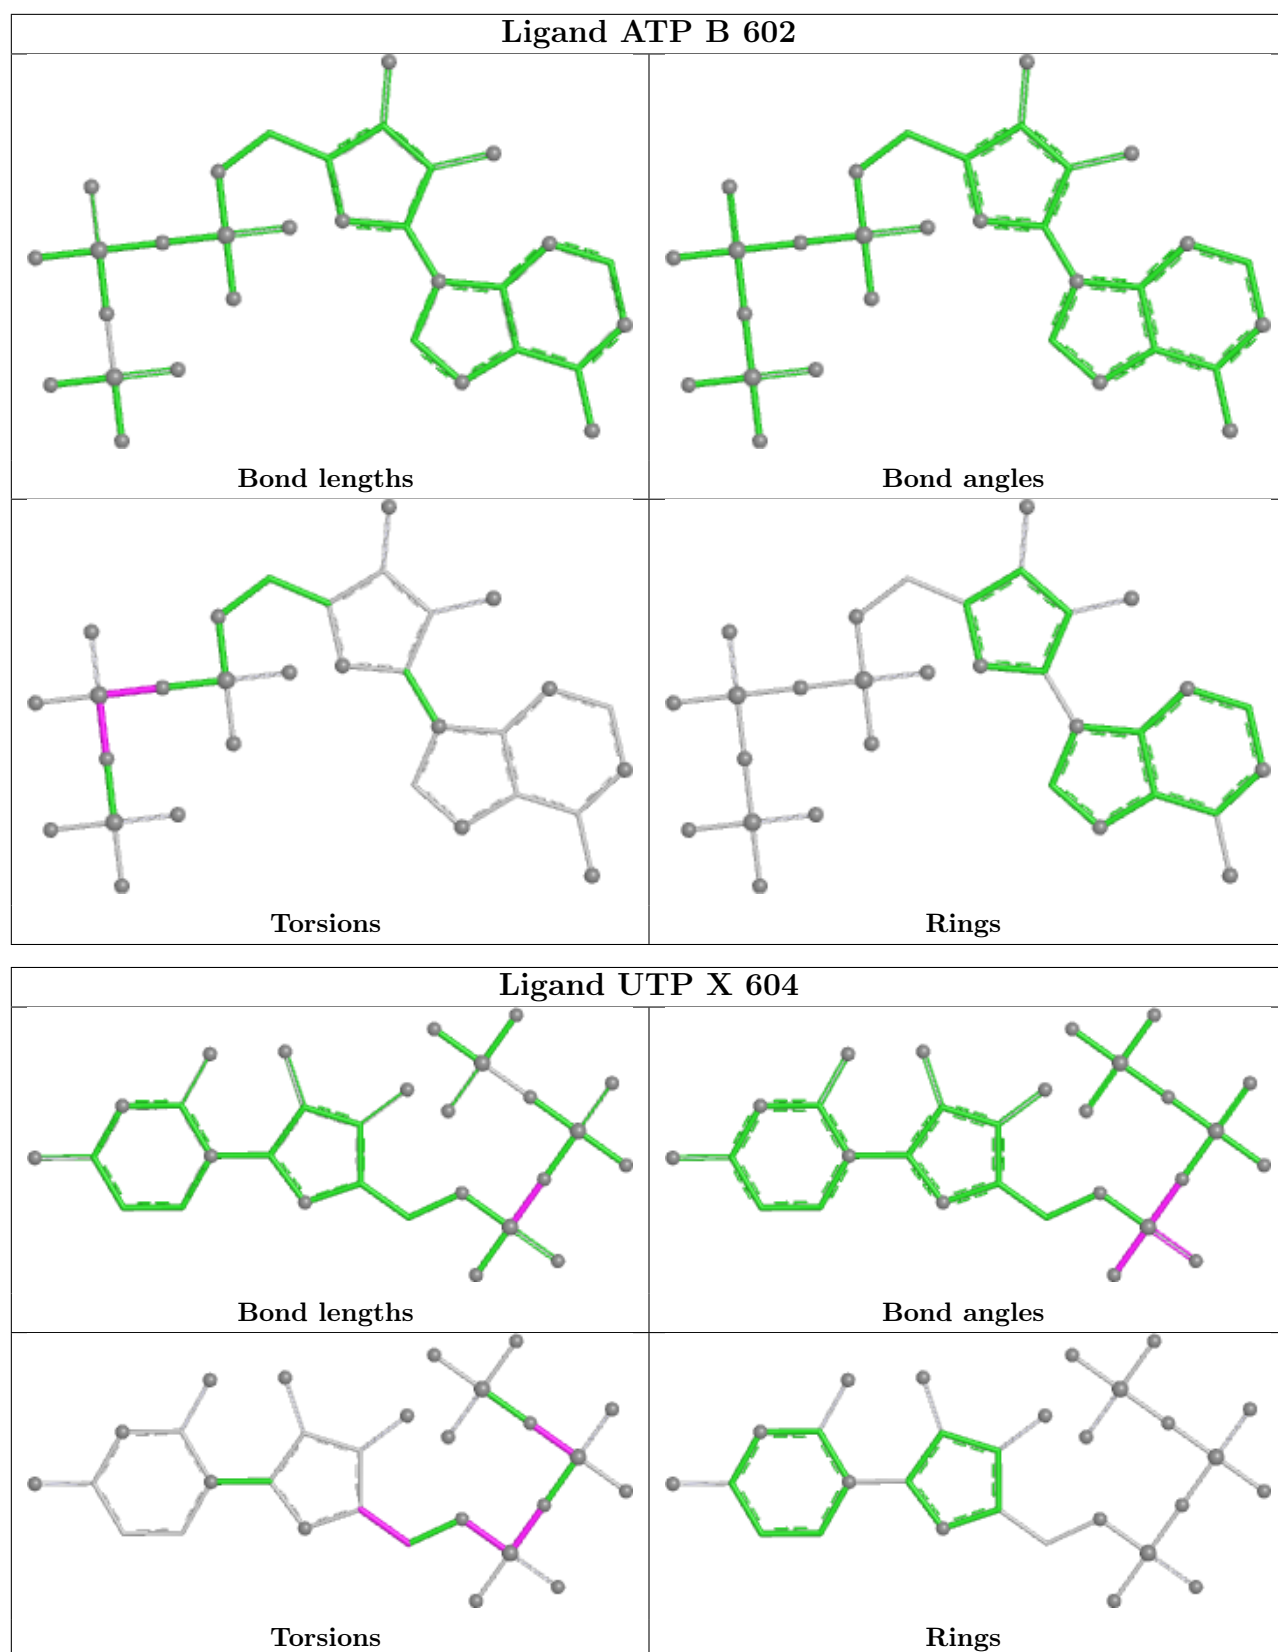 Ligand ATP B 602
Bond lengths
Bond angles
Torsions
Rings
Ligand UTP X 604
Bond lengths
Bond angles
Torsions
Rings